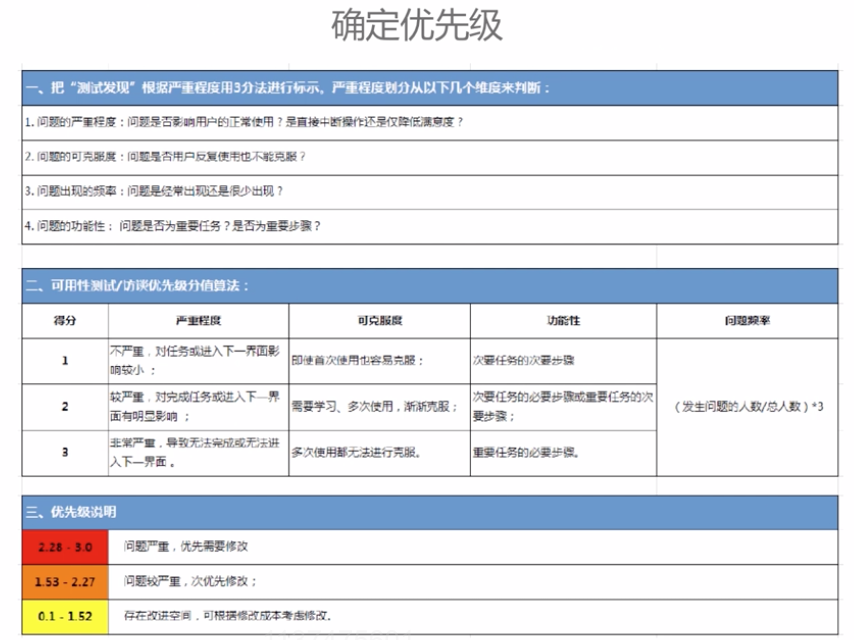 确定优先级
一、把“测试发现”根据严重程度用3分法进行标示。严重程度划分从以下几个维度来判断：
1. 问题的严重程度：问题是否影响用户的正常使用？是直接中断操作还是仅降低满意度？
2. 问题的可克服度：问题是否用户反复使用也不能克服？
3. 问题出现的频率：问题是经常出现还是很少出现？
4. 问题的功能性： 问题是否为重要任务？是否为重要步骤？
二、可用性测试/访谈优先级分值算法：
得分 严重程度 可克服度 功能性 问题频率
1
不严重，对任务或进入下一界面影
响较小 ；
即使首次使用也容易克服；
次要任务的次要步骤
2
较严重，对完成任务或进入下一界
面有明显影响 ；
需要学习、多次使用，渐渐克服；
次要任务的必要步骤或重要任务的次
要步骤；
（发生问题的人数/总人数）*3
3
非常严重，导致无法完成或无法进
入下一界面 。
多次使用都无法进行克服。
重要任务的必要步骤。
三、优先级说明
2.28 - 3.0 问题严重，优先需要修改
1.53 - 2.27 问题较严重，次优先修改；
0.1 - 1.52 存在改进空间，可根据修改成本考虑修改。